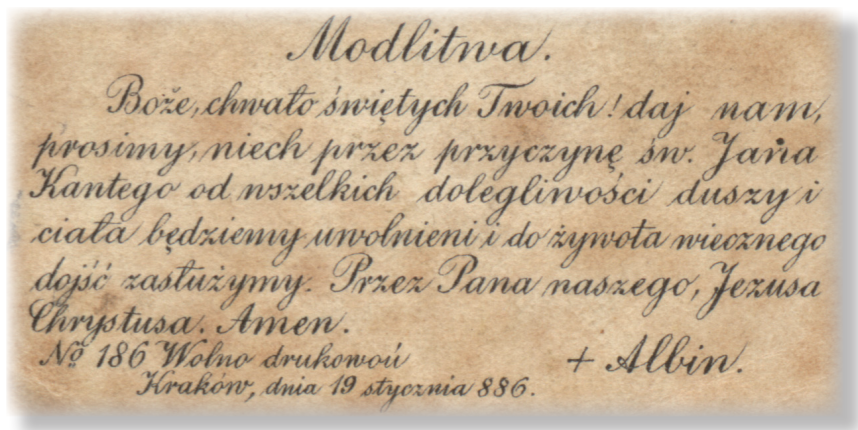 Modlitwa.
Boże, chwało świętych Twoich! daj nam,
prosimy, niech przez przyczynę św. Jana
Kantego od wszelkich dolegliwości duszy i
ciała będziemy uwolnieni i do żywota wiecznego
dojść zasłużymy. Przez Pana naszego, Jezusa
Chrystusa. Amen.
№ 186 Wolno drukowoú + Albin.
Kraków, dnia 19 stycznia 886.